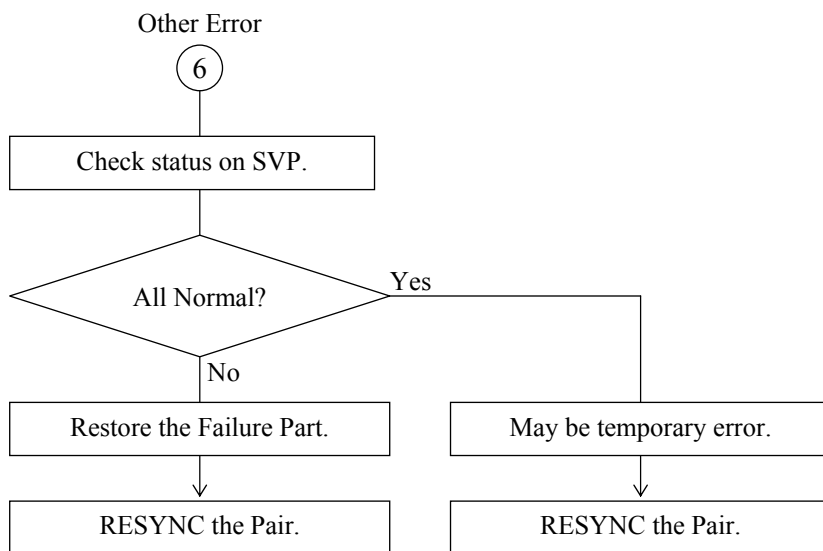 Other Error
6
Check status on SVP.
All Normal?
Yes
No
Restore the Failure Part.
May be temporary error.
RESYNC the Pair.
RESYNC the Pair.